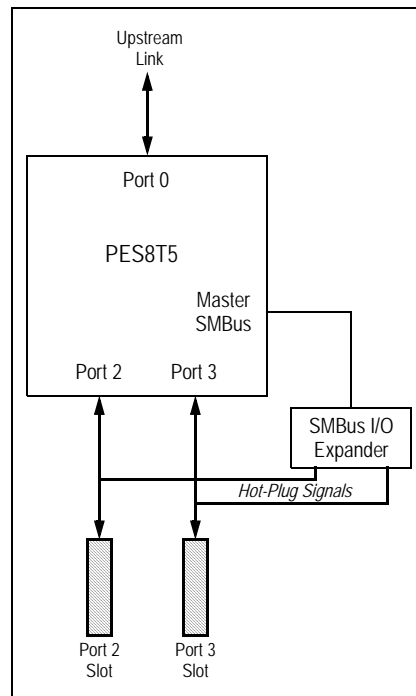 Upstream
Link
Port 0
PES8T5
Master
SMBus
Port 2 Port 3
SMBus I/O
Expander
Hot-Plug Signals
Port 2 Port 3
Slot Slot